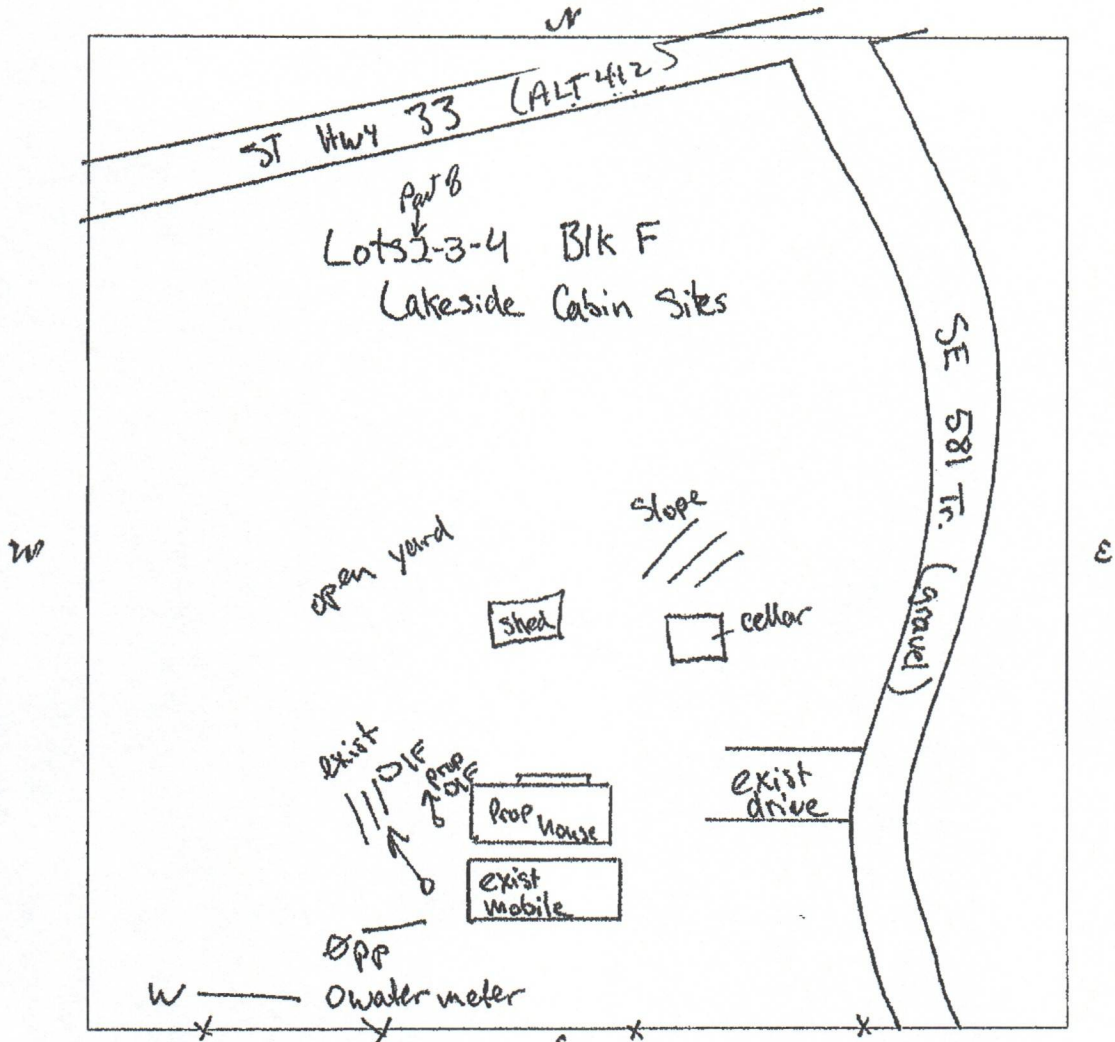 N
ST Hwy 33 (ALT 412)
Part 8
Lots 2-3-4 Blk F
Lakeside Cabin Sites
SE 581 Tr. (gravel)
W
E
slope
open yard
shed
cellar
exist
prop
Prop House
exist
drive
exist
mobile
Øpp
W
Owater meter